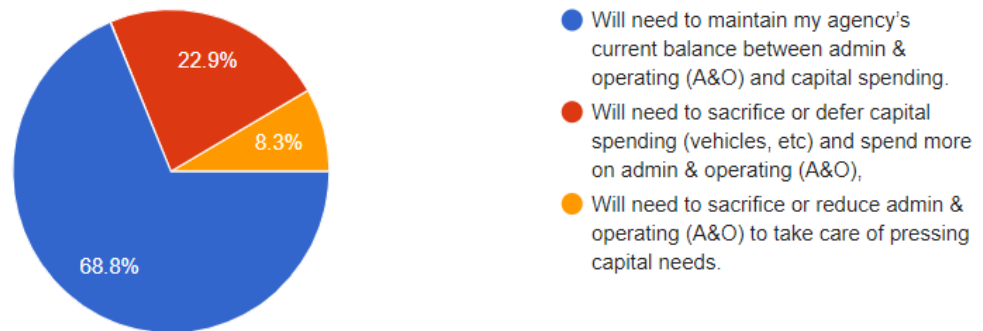 22.9%
8.3%
68.8%
Will need to maintain my agency’s
current balance between admin &
operating (A&O) and capital spending.
Will need to sacrifice or defer capital
spending (vehicles, etc) and spend more
on admin & operating (A&O),
Will need to sacrifice or reduce admin &
operating (A&O) to take care of pressing
capital needs.